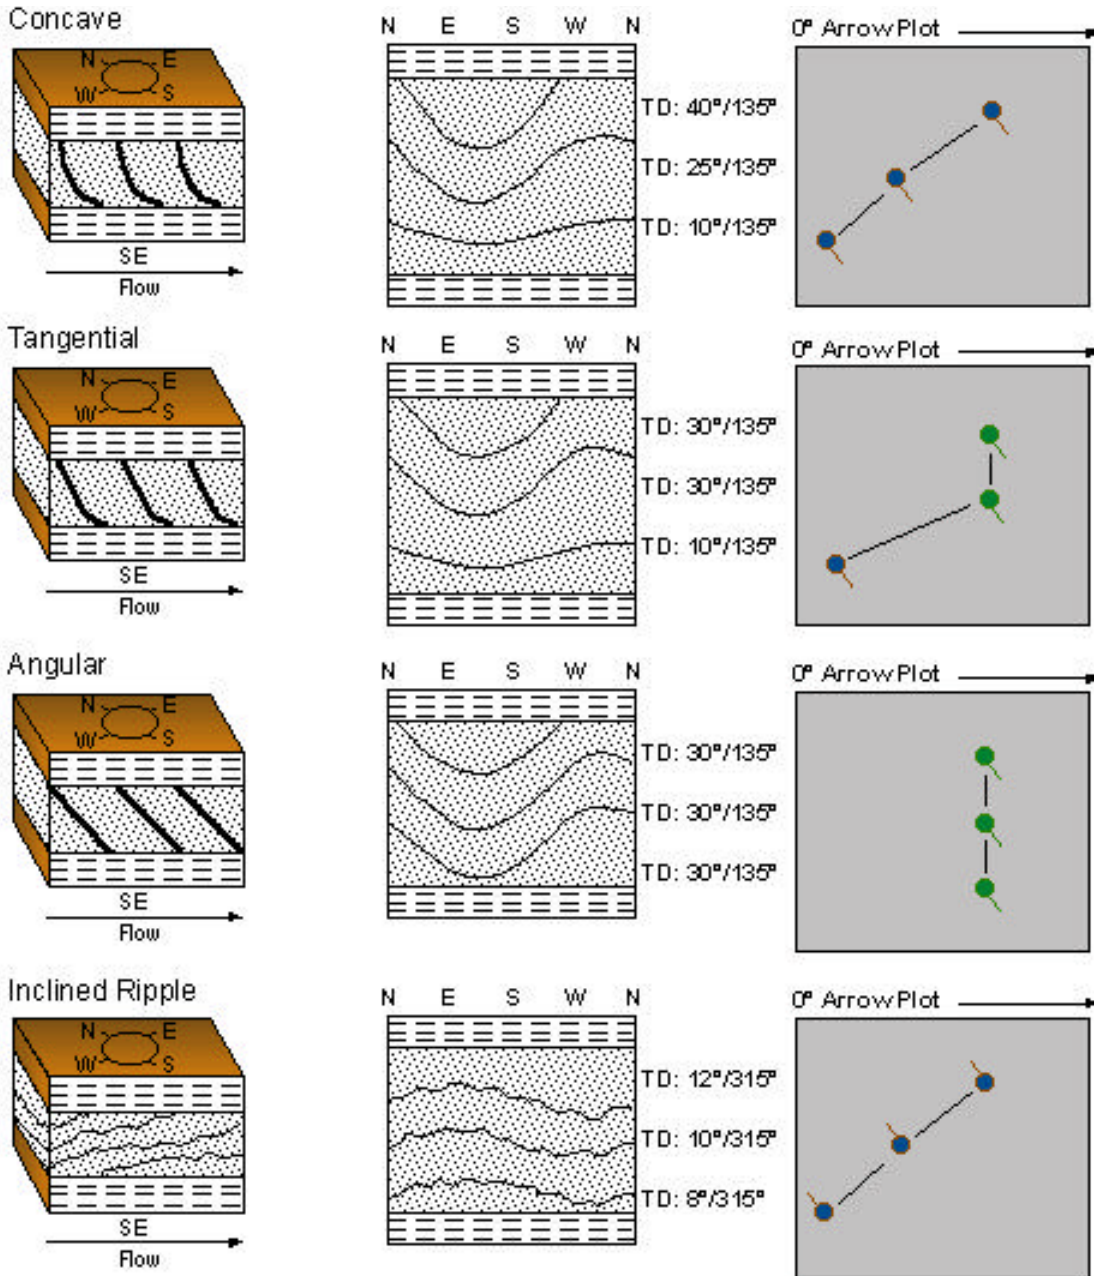 Concave
N E S W N
0° Arrow Plot
N E
W S
TD: 40°/135°
TD: 25°/135°
TD: 10°/135°
SE
Flow
Tangential
N E S W N
0° Arrow Plot
N E
W S
TD: 30°/135°
TD: 30°/135°
TD: 10°/135°
SE
Flow
Angular
N E S W N
0° Arrow Plot
N E
W S
TD: 30°/135°
TD: 30°/135°
TD: 30°/135°
SE
Flow
Inclined Ripple
N E S W N
0° Arrow Plot
N E
W S
TD: 12°/315°
TD: 10°/315°
TD: 8°/315°
SE
Flow